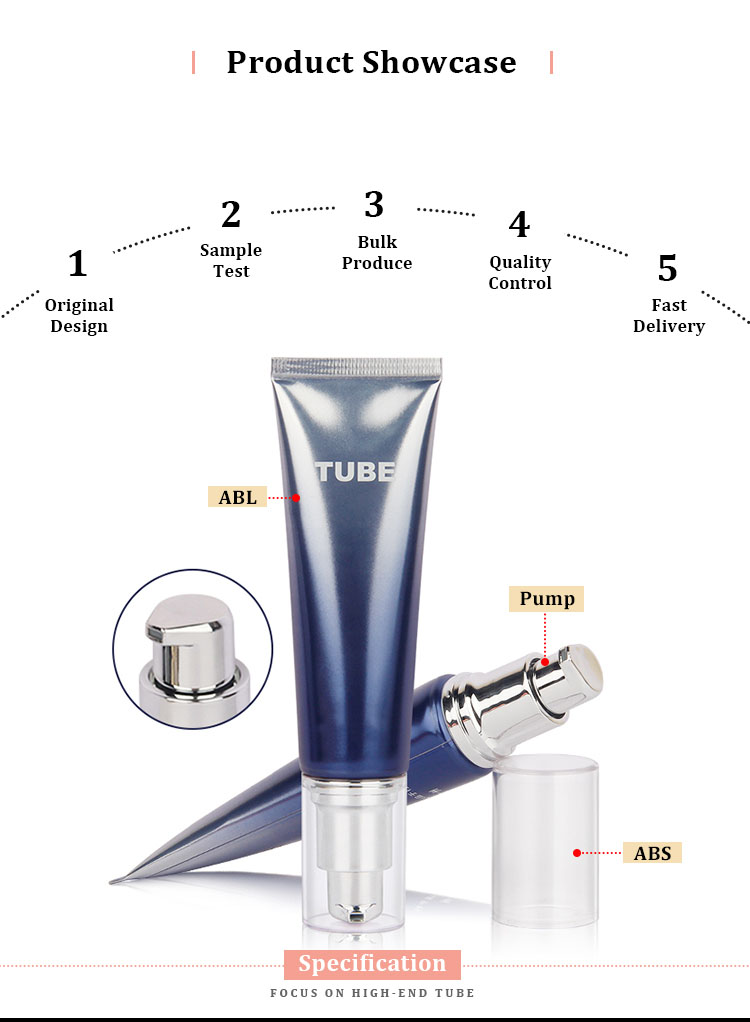 Product Showcase
1
Original
Design
2
Sample
Test
3
Bulk
Produce
4
Quality
Control
5
Fast
Delivery
TUBE
ABL
Pump
ABS
Specification
FOCUS ON HIGH-END TUBE